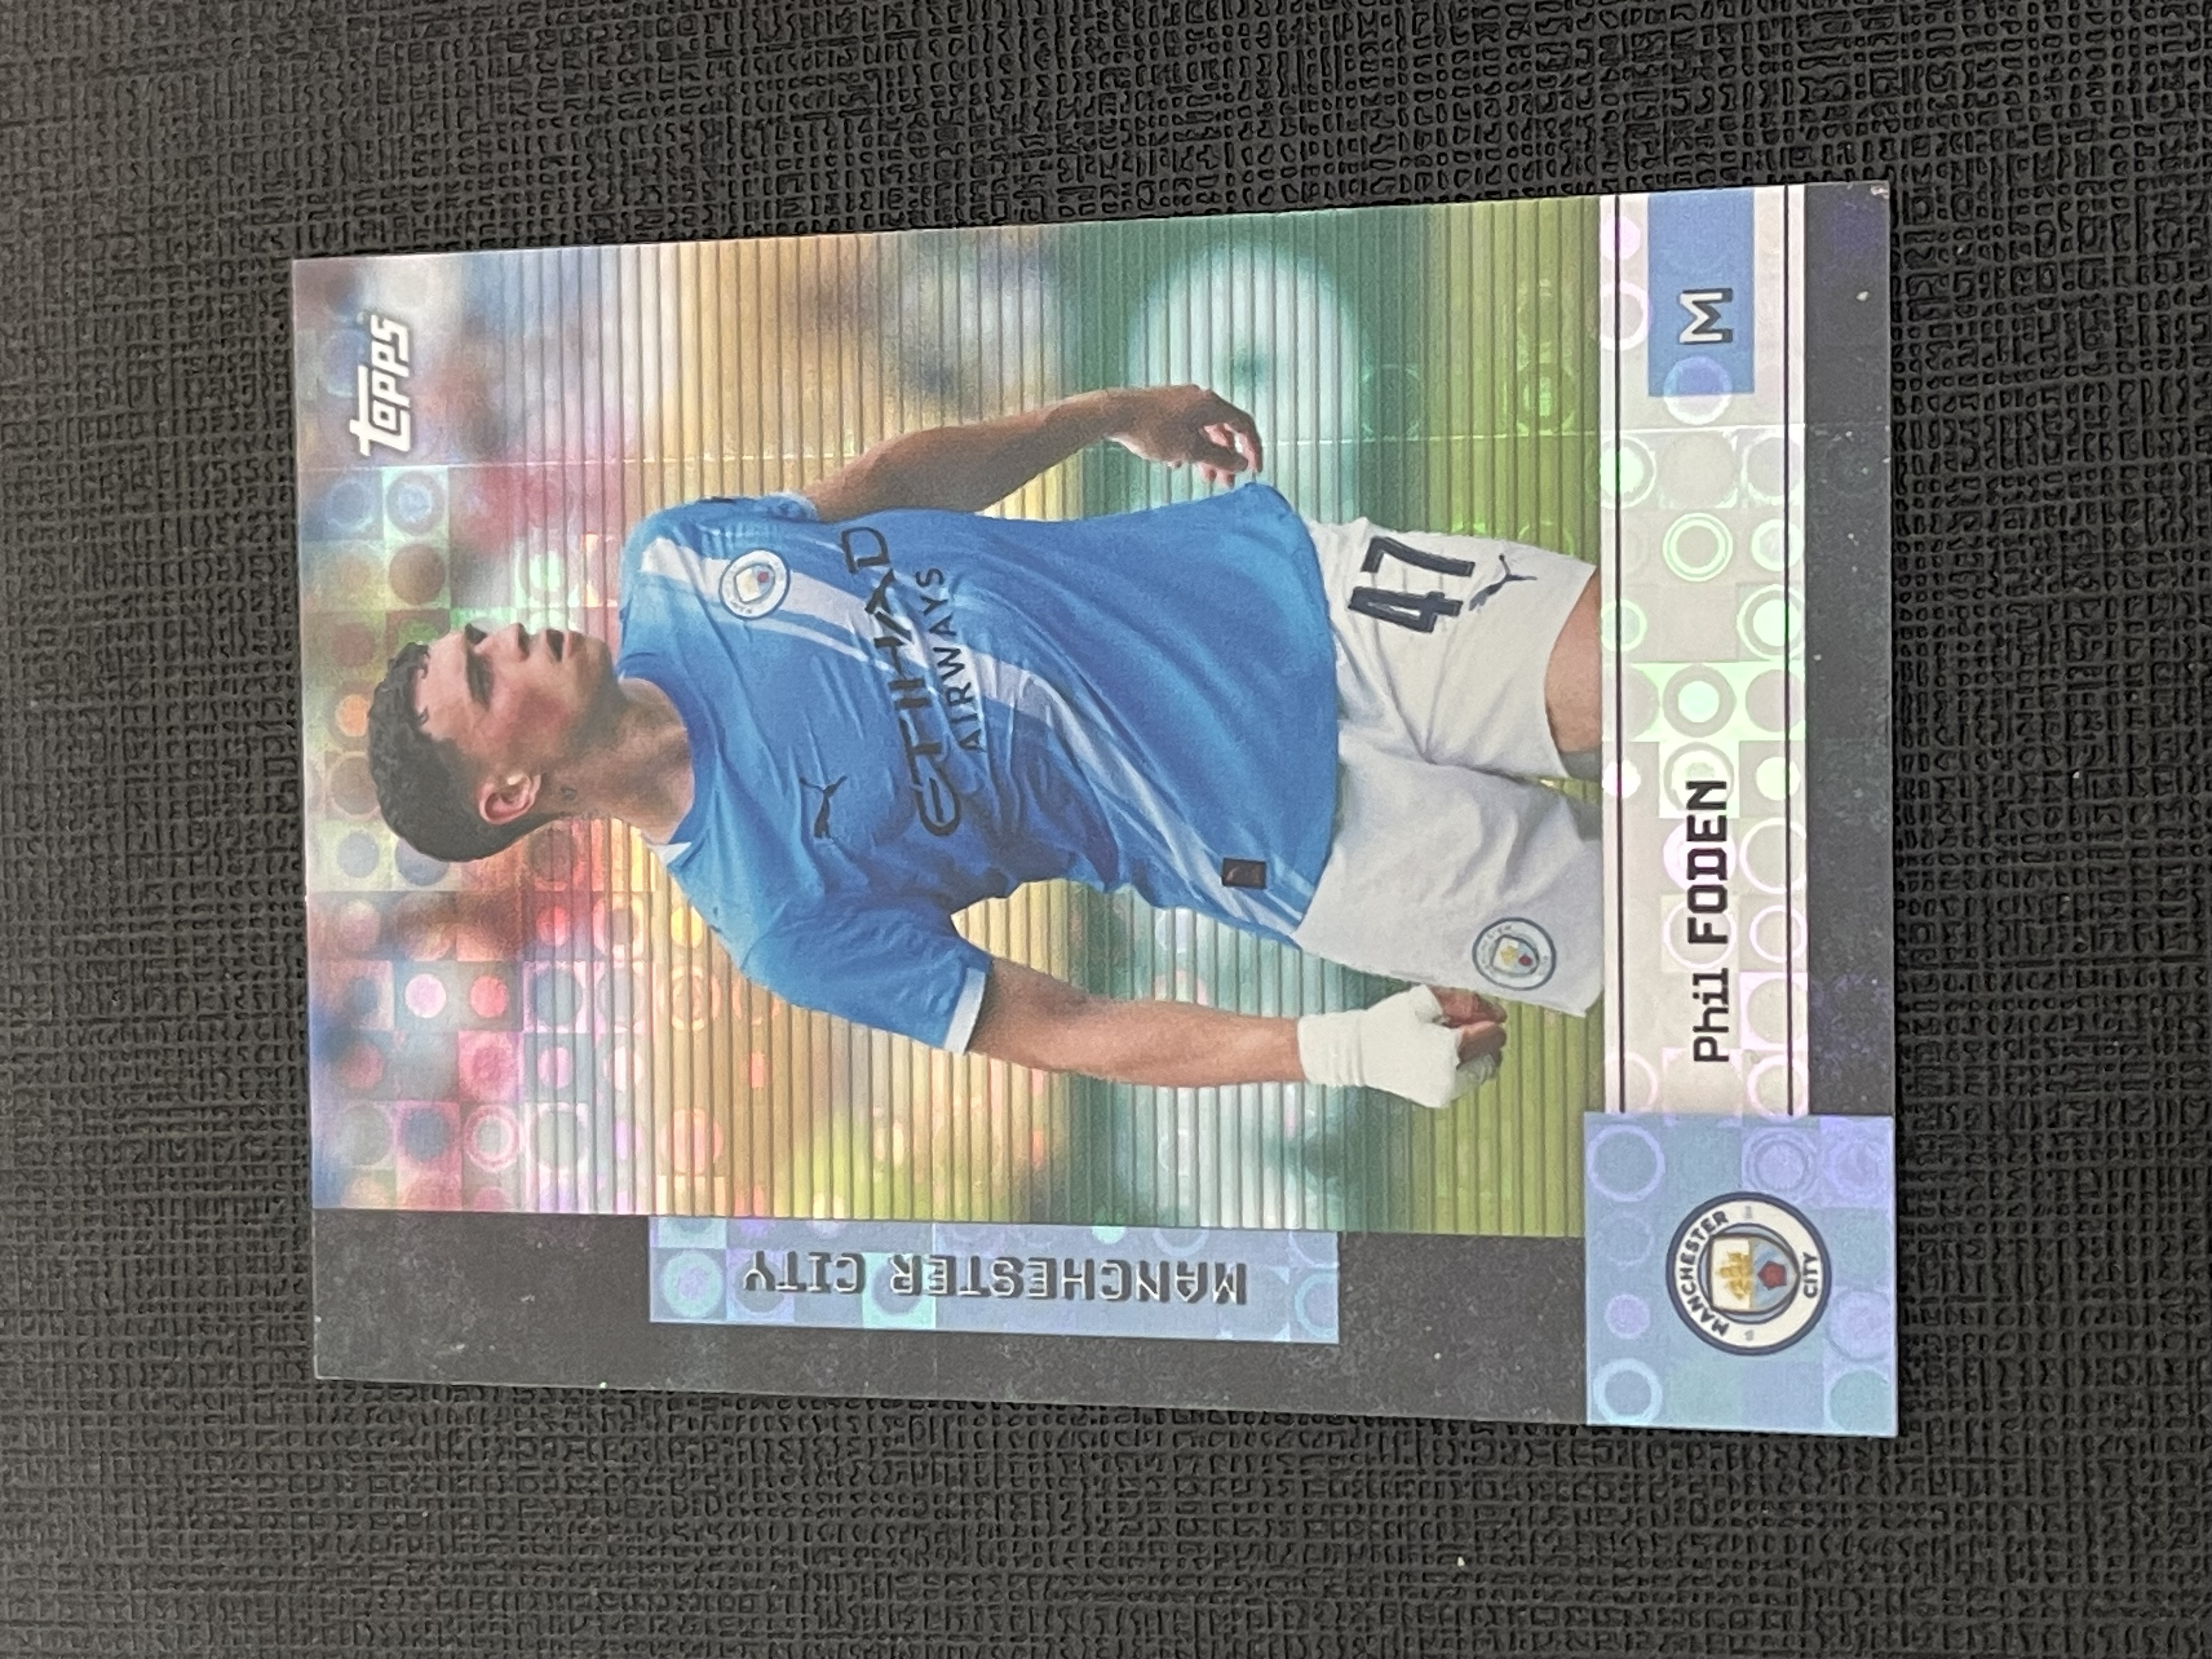 topps
MANCHESTER CITY
ETIHAD
AIRWAYS
47
Phil FODEN
M
MANCHESTER
CITY